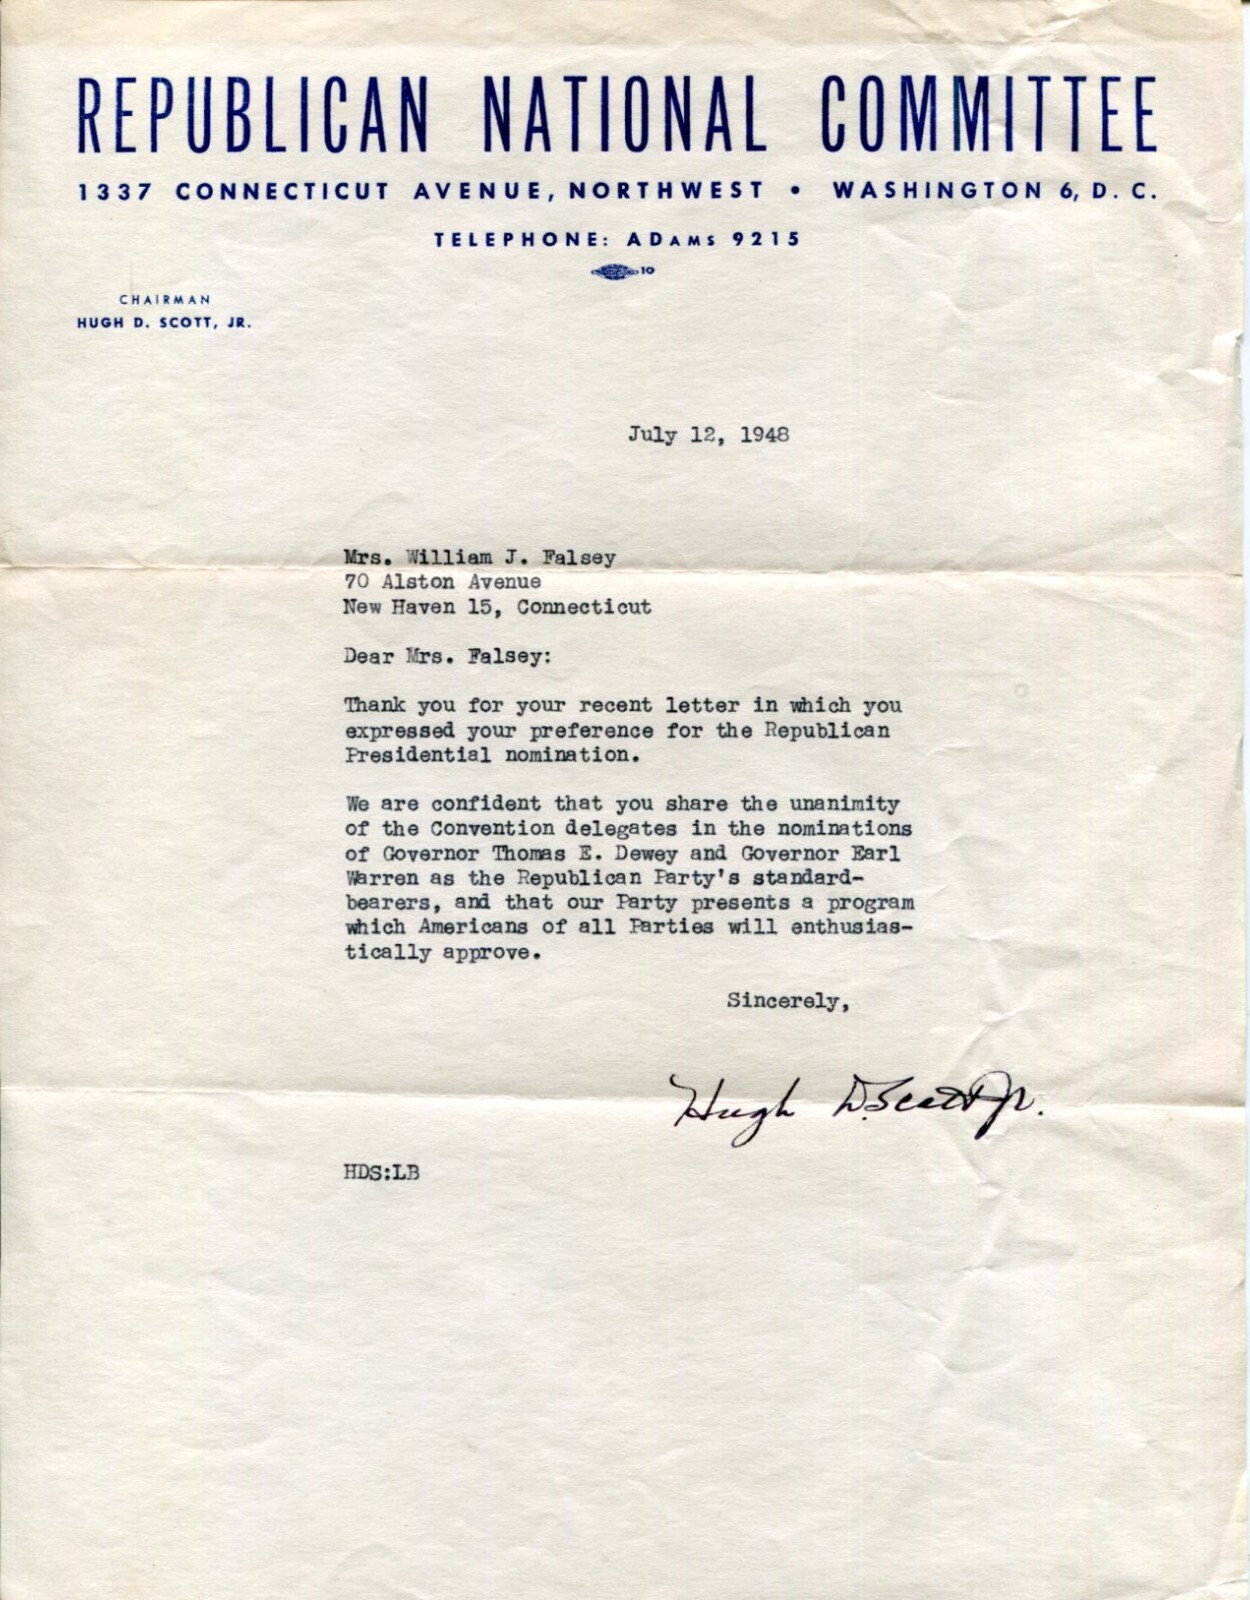 REPUBLICAN NATIONAL COMMITTEE
1337 CONNECTICUT AVENUE, NORTHWEST • WASHINGTON 6, D. C.
TELEPHONE: ADAMS 9215
10
CHAIRMAN
HUGH D. SCOTT, JR.
July 12, 1948
Mrs. William J. Falsey
70 Alston Avenue
New Haven 15, Connecticut
Dear Mrs. Falsey:
Thank you for your recent letter in which you
expressed your preference for the Republican
Presidential nomination.
We are confident that you share the unanimity
of the Convention delegates in the nominations
of Governor Thomas E. Dewey and Governor Earl
Warren as the Republican Party's standard-
bearers, and that our Party presents a program
which Americans of all Parties will enthusias-
tically approve.
Sincerely,
Hugh D. Scott Jr.
HDS:LB